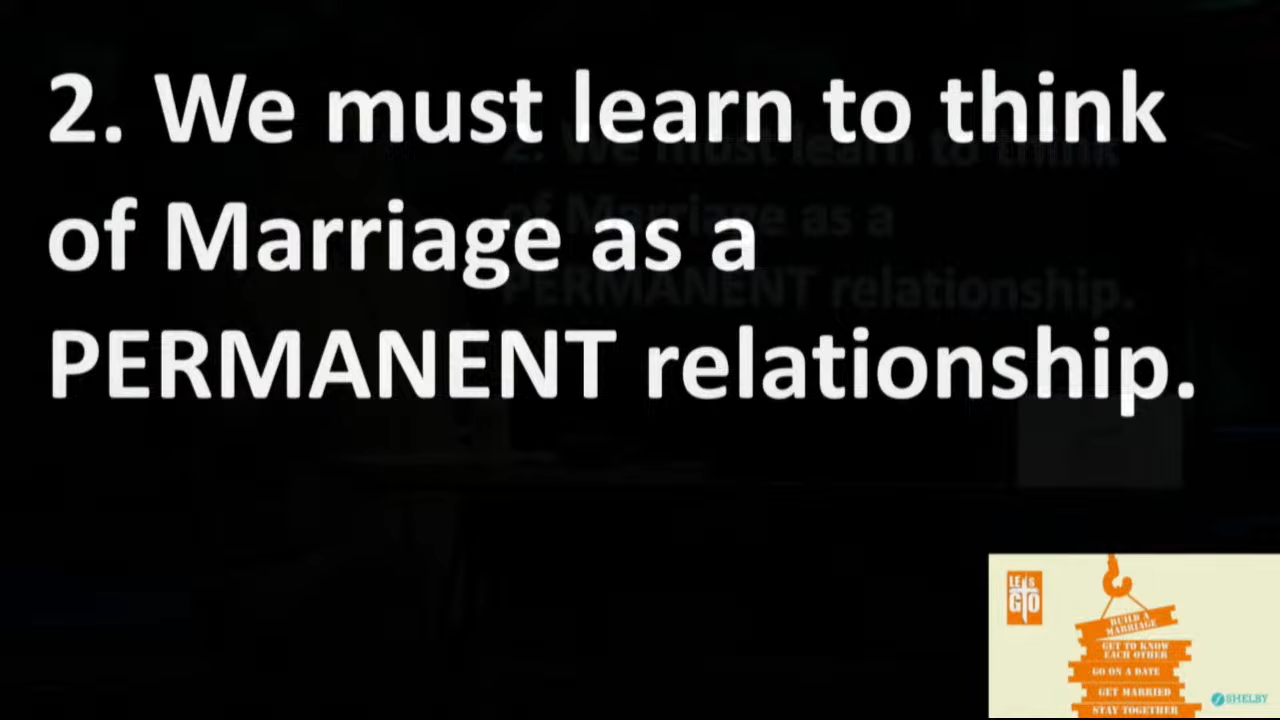 2. We must learn to think
of Marriage as a
PERMANENT relationship.
LET'S
GO
BUILD A
MARRIAGE
GET TO KNOW
EACH OTHER
GO ON A DATE
GET MARRIED
STAY TOGETHER
SHELBY